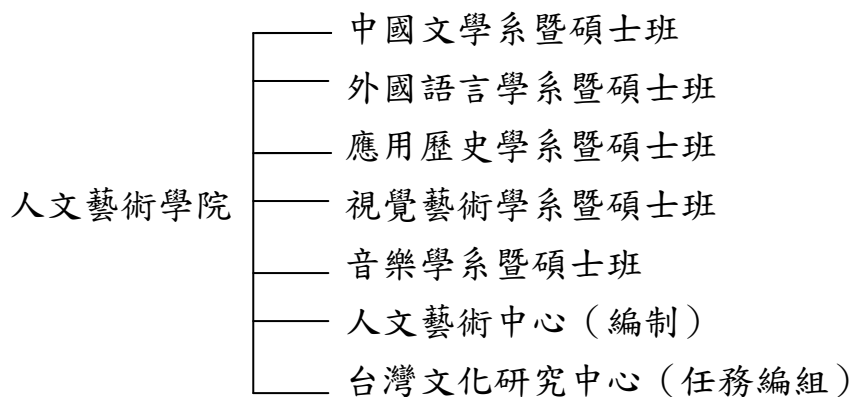 中國文學系暨碩士班
外國語言學系暨碩士班
應用歷史學系暨碩士班
人文藝術學院
視覺藝術學系暨碩士班
音樂學系暨碩士班
人文藝術中心（編制）
台灣文化研究中心（任務編組）